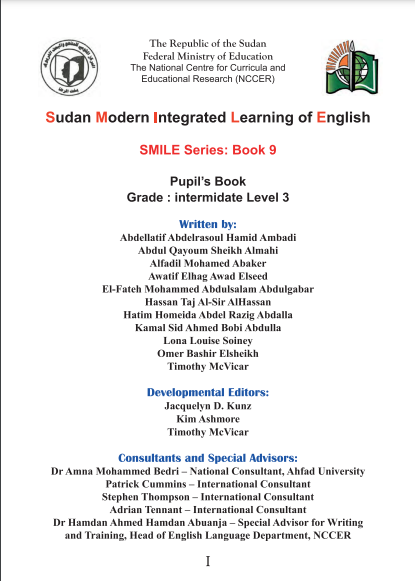 The Republic of the Sudan
Federal Ministry of Education
The National Centre for Curricula and
Educational Research (NCCER)
Sudan Modern Integrated Learning of English
SMILE Series: Book 9
Pupil's Book
Grade : intermidate Level 3
Written by:
Abdellatif Abdelrasoul Hamid Ambadi
Abdul Qayoum Sheikh Almahi
Alfadil Mohamed Abaker
Awatif Elhag Awad Elseed
El-Fateh Mohammed Abdulsalam Abdulgabar
Hassan Taj Al-Sir AlHassan
Hatim Homeida Abdel Razig Abdalla
Kamal Sid Ahmed Bobi Abdulla
Lona Louise Soiney
Omer Bashir Elsheikh
Timothy McVicar
Developmental Editors:
Jacquelyn D. Kunz
Kim Ashmore
Timothy McVicar
Consultants and Special Advisors:
Dr Amna Mohammed Bedri – National Consultant, Ahfad University
Patrick Cummins – International Consultant
Stephen Thompson – International Consultant
Adrian Tennant – International Consultant
Dr Hamdan Ahmed Hamdan Abuanja – Special Advisor for Writing
and Training, Head of English Language Department, NCCER
I